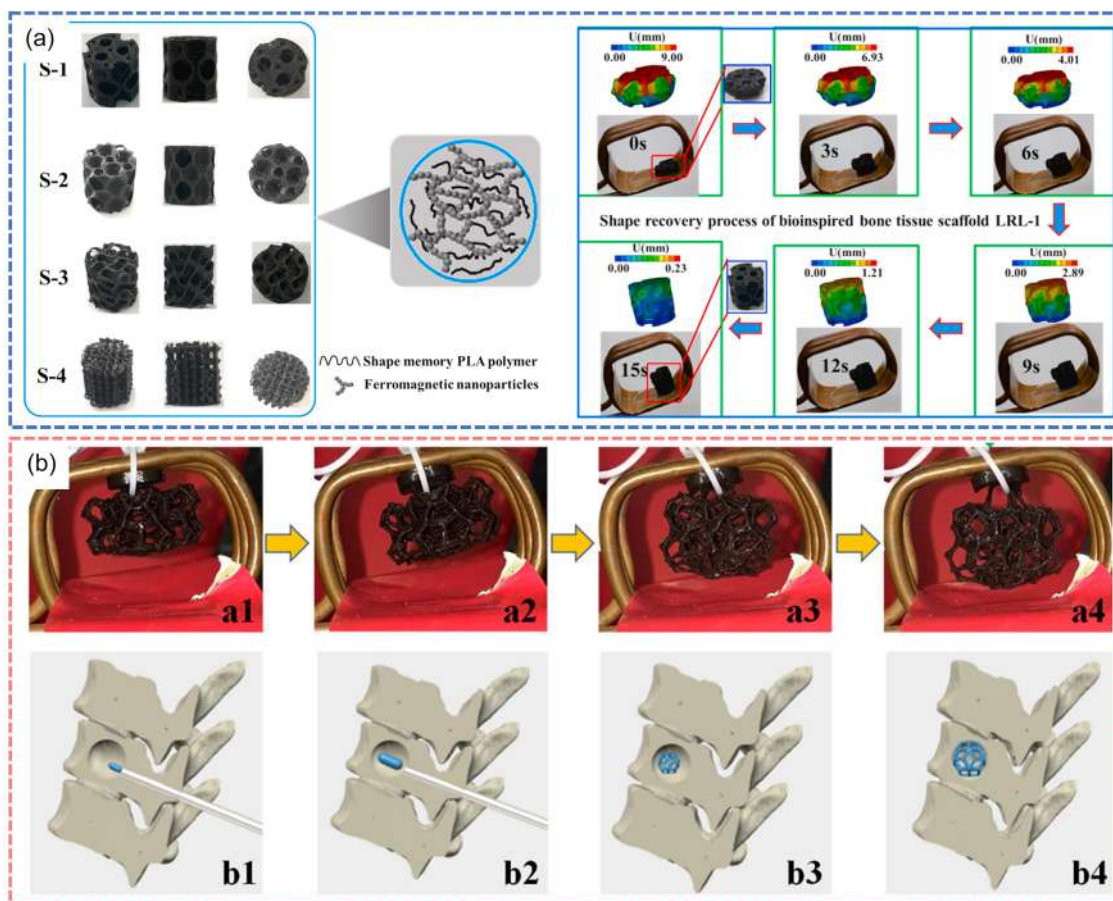 (a)
S-1
S-2
S-3
S-4
Shape memory PLA polymer
Ferromagnetic nanoparticles
U(mm)
0.00 9.00
0s
U(mm)
0.00 6.93
3s
U(mm)
0.00 4.01
6s
Shape recovery process of bioinspired bone tissue scaffold LRL-1
U(mm)
0.00 0.23
15s
U(mm)
0.00 1.21
12s
U(mm)
0.00 2.89
9s
(b)
a1
a2
a3
a4
b1
b2
b3
b4